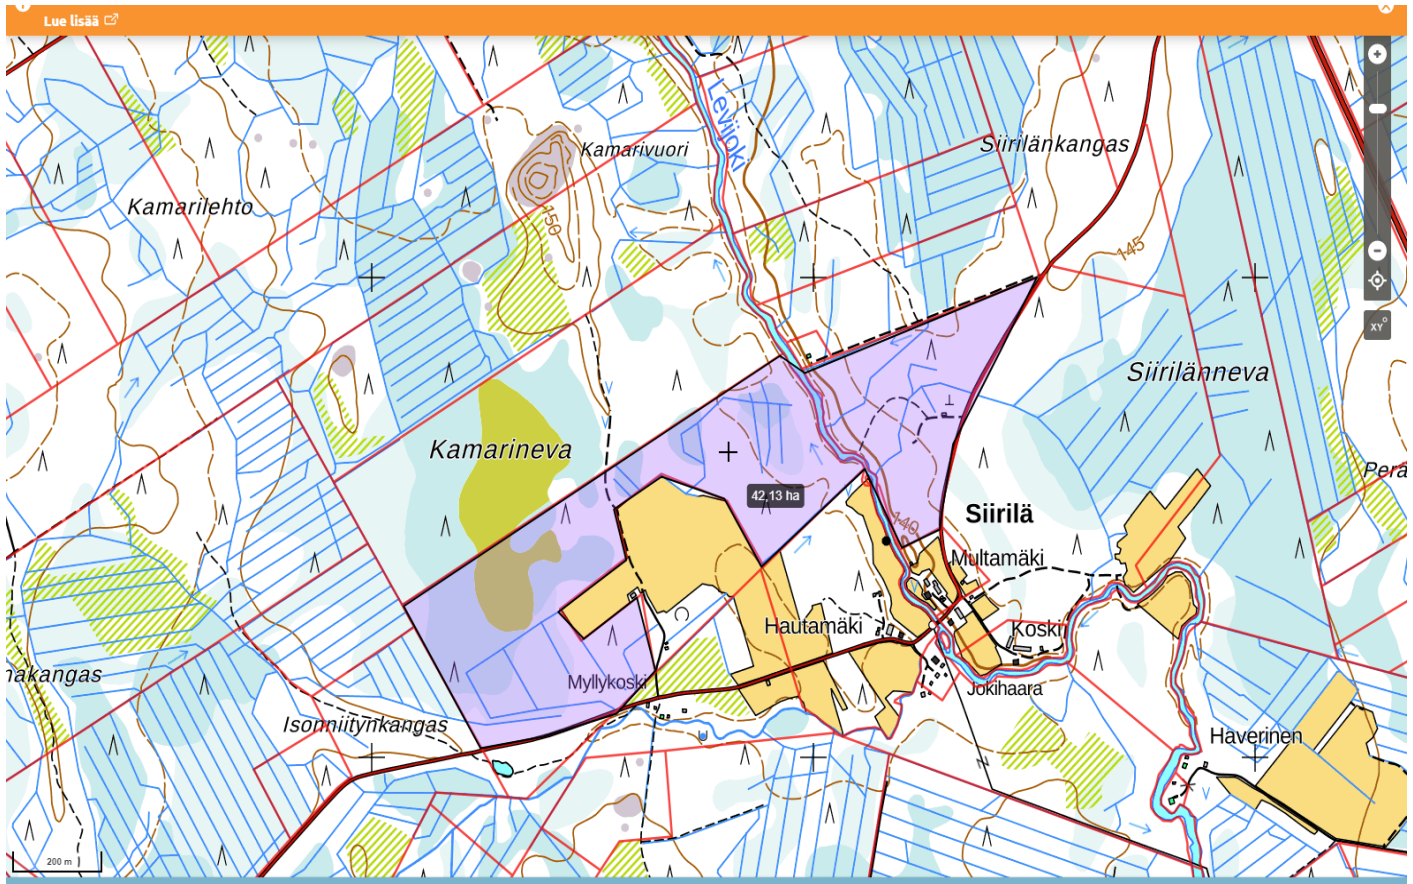 Lue lisää
Levijoki
Kamarivuori
Siirilänkangas
Kamarilehto
150
145
XY°
Siirilänneva
Kamarineva
Perä
42,13 ha
140
Siirilä
Multamäki
Hautamäki
Koski
Myllykoski
Jokihaara
nakangas
Isonniitynkangas
Haverinen
200 m